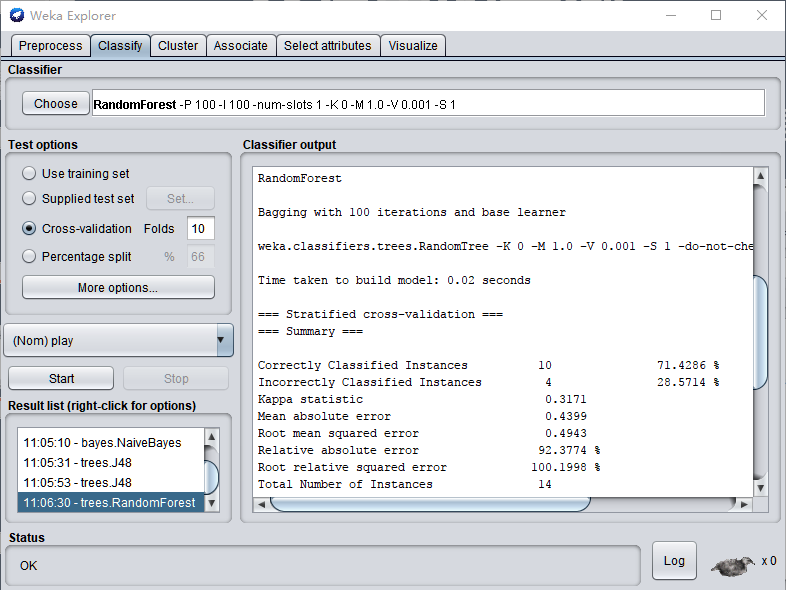 Weka Explorer
Preprocess Classify Cluster Associate Select attributes Visualize
Classifier
Choose RandomForest -P 100 -I 100 -num-slots 1 -K 0 -M 1.0 -V 0.001 -S 1
Test options
Use training set
Supplied test set Set...
Cross-validation Folds 10
Percentage split % 66
More options...
(Nom) play
Start Stop
Result list (right-click for options)
11:05:10 - bayes.NaiveBayes
11:05:31 - trees.J48
11:05:53 - trees.J48
11:06:30 - trees.RandomForest
Classifier output
RandomForest
Bagging with 100 iterations and base learner
weka.classifiers.trees.RandomTree -K 0 -M 1.0 -V 0.001 -S 1 -do-not-che
Time taken to build model: 0.02 seconds
=== Stratified cross-validation ===
=== Summary ===
Correctly Classified Instances 10 71.4286 %
Incorrectly Classified Instances 4 28.5714 %
Kappa statistic 0.3171
Mean absolute error 0.4399
Root mean squared error 0.4943
Relative absolute error 92.3774 %
Root relative squared error 100.1998 %
Total Number of Instances 14
Status
OK
Log x 0